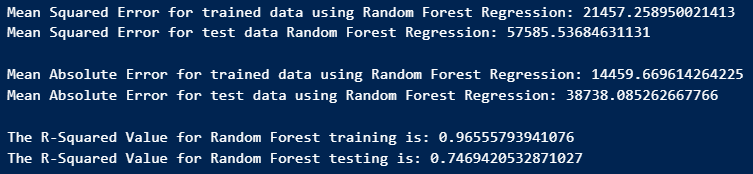 Mean Squared Error for trained data using Random Forest Regression: 21457.258950021413
Mean Squared Error for test data Random Forest Regression: 57585.53684631131
Mean Absolute Error for trained data using Random Forest Regression: 14459.669614264225
Mean Absolute Error for test data using Random Forest Regression: 38738.085262667766
The R-Squared Value for Random Forest training is: 0.96555793941076
The R-Squared Value for Random Forest testing is: 0.7469420532871027